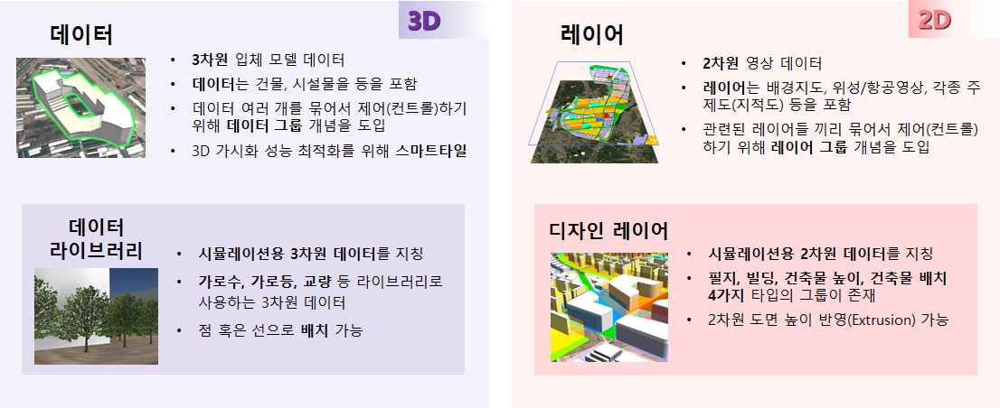 3D
데이터
• 3차원 입체 모델 데이터
• 데이터는 건물, 시설물을 등을 포함
• 데이터 여러 개를 묶어서 제어(컨트롤)하기
위해 데이터 그룹 개념을 도입
• 3D 가시화 성능 최적화를 위해 스마트타일
데이터
라이브러리
• 시뮬레이션용 3차원 데이터를 지칭
• 가로수, 가로등, 교량 등 라이브러리로
사용하는 3차원 데이터
• 점 혹은 선으로 배치 가능
2D
레이어
• 2차원 영상 데이터
• 레이어는 배경지도, 위성/항공영상, 각종 주
제도(지적도) 등을 포함
• 관련된 레이어들 끼리 묶어서 제어(컨트롤)
하기 위해 레이어 그룹 개념을 도입
디자인 레이어
• 시뮬레이션용 2차원 데이터를 지칭
• 필지, 빌딩, 건축물 높이, 건축물 배치
4가지 타입의 그룹이 존재
• 2차원 도면 높이 반영(Extrusion) 가능